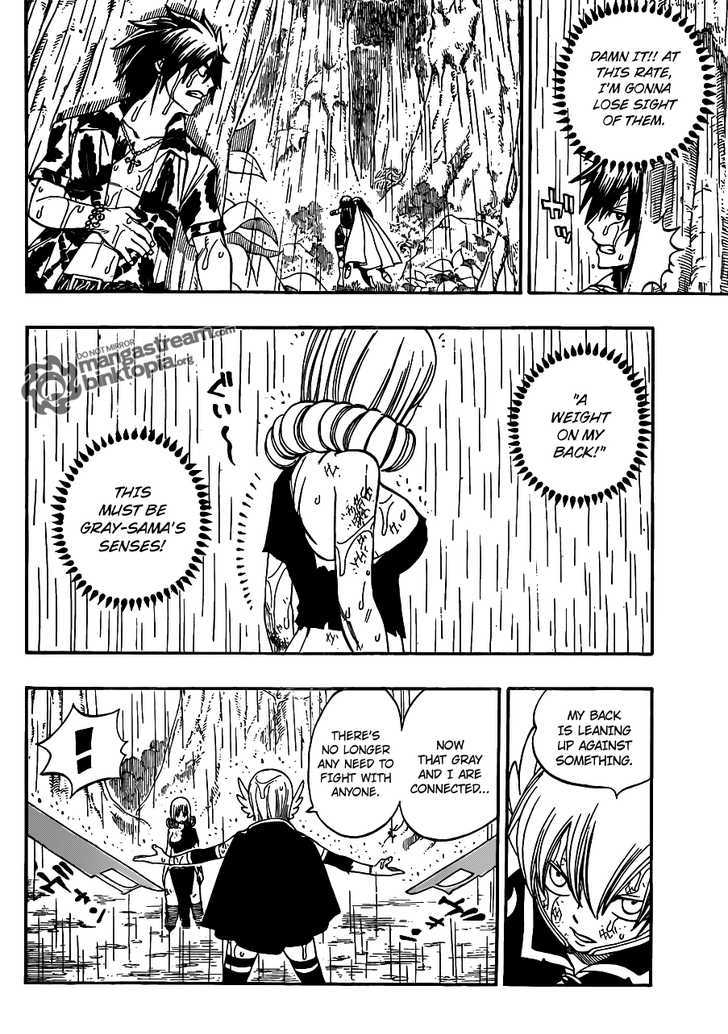 DAMN IT!! AT
THIS RATE,
I'M GONNA
LOSE SIGHT
OF THEM.
DO NOT MIRROR
mangastream.com
binktopia.org
"A
WEIGHT
ON MY
BACK!"
THIS
MUST BE
GRAY-SAMA'S
SENSES!
ぐい〜
MY BACK
IS LEANING
UP AGAINST
SOMETHING.
NOW
THAT GRAY
AND I ARE
CONNECTED...
THERE'S
NO LONGER
ANY NEED TO
FIGHT WITH
ANYONE.
!